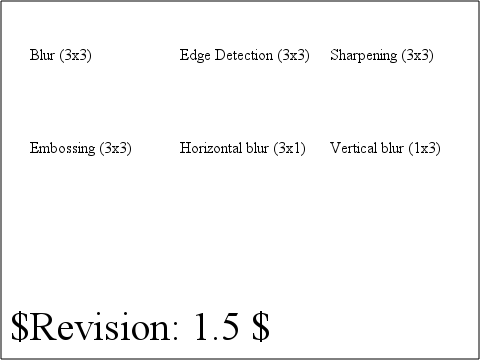 Blur (3x3) Edge Detection (3x3) Sharpening (3x3)
Embossing (3x3) Horizontal blur (3x1) Vertical blur (1x3)
$Revision: 1.5 $